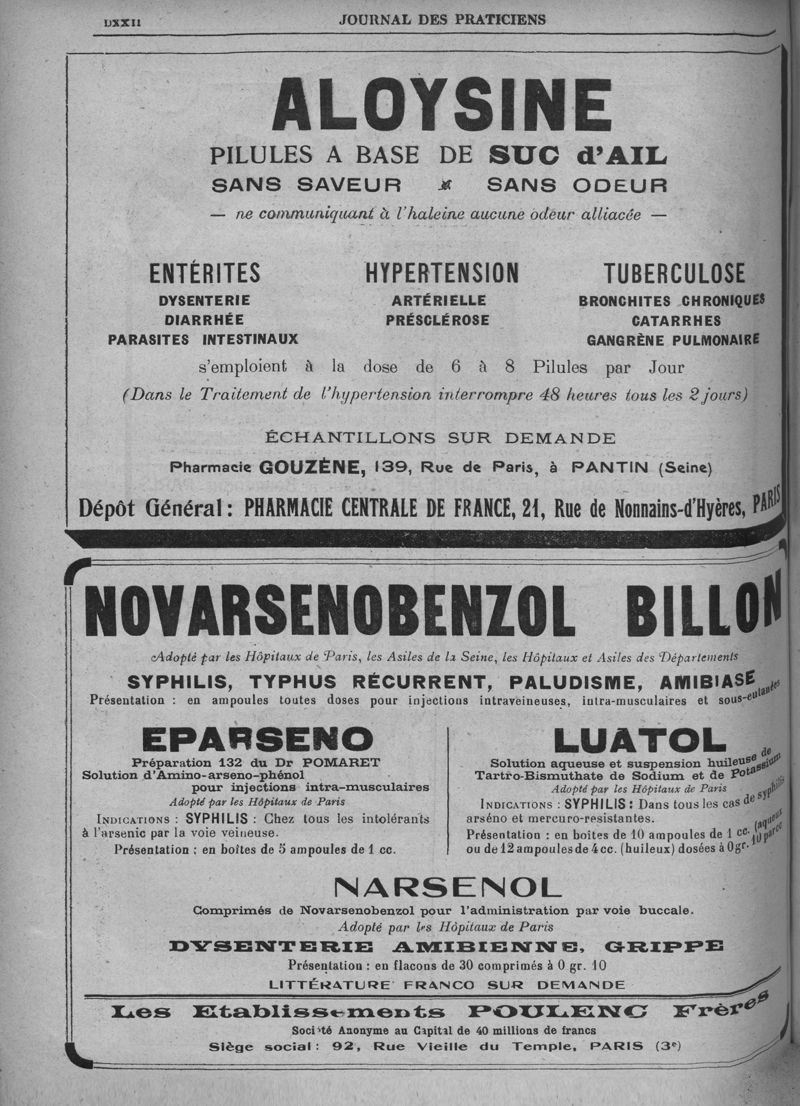 DXXII
JOURNAL DES PRATICIENS
ALOYSINE
PILULES A BASE DE SUC d'AIL
SANS SAVEUR SANS ODEUR
— ne communiquant à l'haleine aucune odeur alliacée —
ENTÉRITES
DYSENTERIE
DIARRHÉE
PARASITES INTESTINAUX
HYPERTENSION
ARTÉRIELLE
PRÉSCLÉROSE
TUBERCULOSE
BRONCHITES CHRONIQUES
CATARRHES
GANGRÈNE PULMONAIRE
s'emploient à la dose de 6 à 8 Pilules par Jour
(Dans le Traitement de l'hypertension interrompre 48 heures tous les 2 jours)
ÉCHANTILLONS SUR DEMANDE
Pharmacie GOUZÈNE, 139, Rue de Paris, à PANTIN (Seine)
Dépôt Général : PHARMACIE CENTRALE DE FRANCE, 21, Rue de Nonnains-d'Hyères, PARIS
NOVARSENOBENZOL BILLON
Adopté par les Hôpitaux de Paris, les Asiles de la Seine, les Hôpitaux et Asiles des Départements
SYPHILIS, TYPHUS RÉCURRENT, PALUDISME, AMIBIASE
Présentation : en ampoules toutes doses pour injections intraveineuses, intra-musculaires et sous-cutanées
EPARSENO
Préparation 132 du Dr POMARET
Solution d'Amino-arseno-phénol
pour injections intra-musculaires
Adopté par les Hôpitaux de Paris
INDICATIONS : SYPHILIS : Chez tous les intolérants
à l'arsenic par la voie veineuse.
Présentation : en boîtes de 5 ampoules de 1 cc.
LUATOL
Solution aqueuse et suspension huileuse de
Tartro-Bismuthate de Sodium et de Potassium
Adopté par les Hôpitaux de Paris
INDICATIONS : SYPHILIS : Dans tous les cas de syphilis
arséno et mercuro-resistantes.
Présentation : en boîtes de 10 ampoules de 1 cc. (aqueux
ou de 12 ampoules de 4 cc. (huileux) dosées à 0 gr. 10 par cc
NARSENOL
Comprimés de Novarsenobenzol pour l'administration par voie buccale.
Adopté par les Hôpitaux de Paris
DYSENTERIE AMIBIENNE, GRIPPE
Présentation : en flacons de 30 comprimés à 0 gr. 10
LITTÉRATURE FRANCO SUR DEMANDE
Les Etablissements POULENC Frères
Société Anonyme au Capital de 40 millions de francs
Siège social : 92, Rue Vieille du Temple, PARIS (3e)